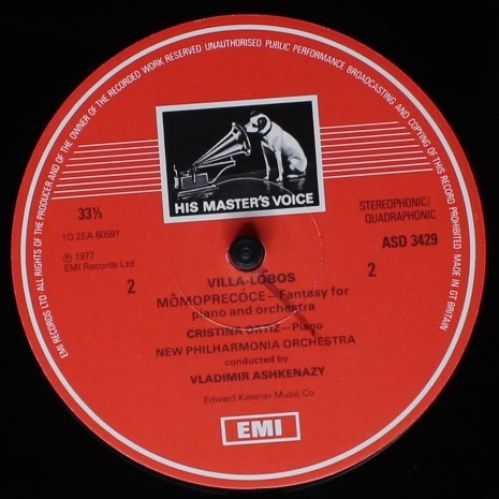 EMI RECORDS LTD ALL RIGHTS OF THE PRODUCER AND OF THE OWNER OF THE RECORDED WORK RESERVED UNAUTHORISED PUBLIC PERFORMANCE BROADCASTING AND COPYING OF THIS RECORD PROHIBITED MADE IN GT BRITAIN
HIS MASTER'S VOICE
33⅓
STEREOPHONIC/
QUADRAPHONIC
1Q 2EA 60581
ASD 3429
℗ 1977
EMI Records Ltd
2
2
VILLA-LÔBOS
MÔMOPRECÓCE—Fantasy for
piano and orchestra
CRISTINA ORTIZ—Piano
NEW PHILHARMONIA ORCHESTRA
conducted by
VLADIMIR ASHKENAZY
Edward Kassner Music Co
EMI